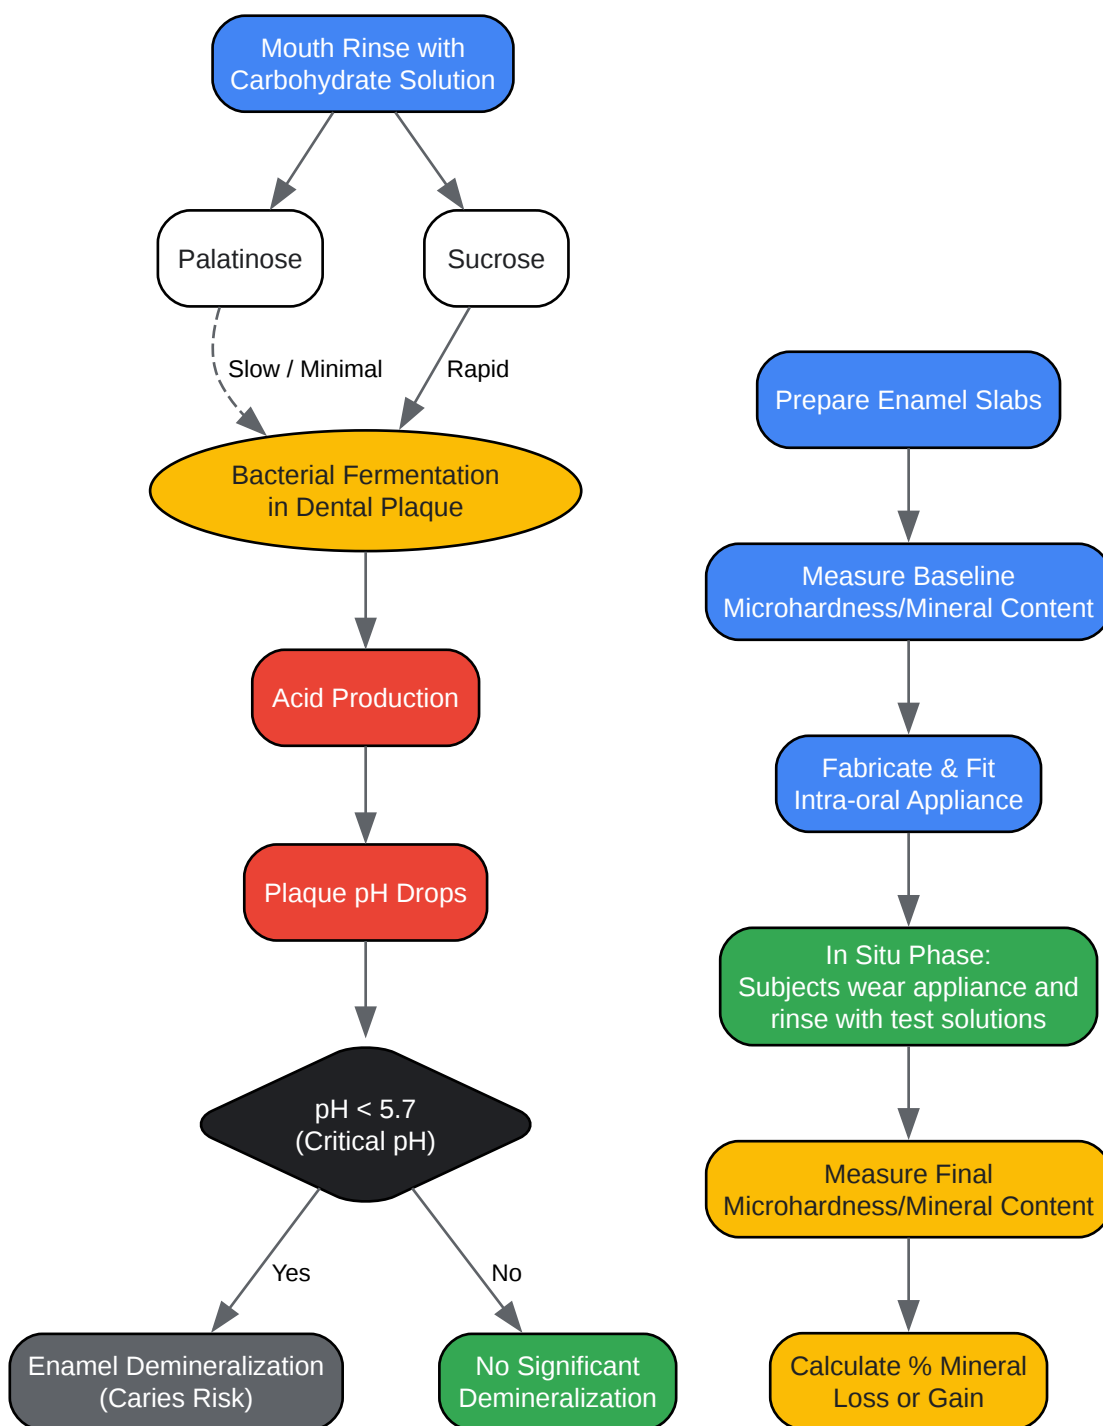 Mouth Rinse with
Carbohydrate Solution
Palatinose
Sucrose
Slow / Minimal
Rapid
Bacterial Fermentation
in Dental Plaque
Acid Production
Plaque pH Drops
pH < 5.7
(Critical pH)
Yes
No
Enamel Demineralization
(Caries Risk)
No Significant
Demineralization
Prepare Enamel Slabs
Measure Baseline
Microhardness/Mineral Content
Fabricate & Fit
Intra-oral Appliance
In Situ Phase:
Subjects wear appliance and
rinse with test solutions
Measure Final
Microhardness/Mineral Content
Calculate % Mineral
Loss or Gain